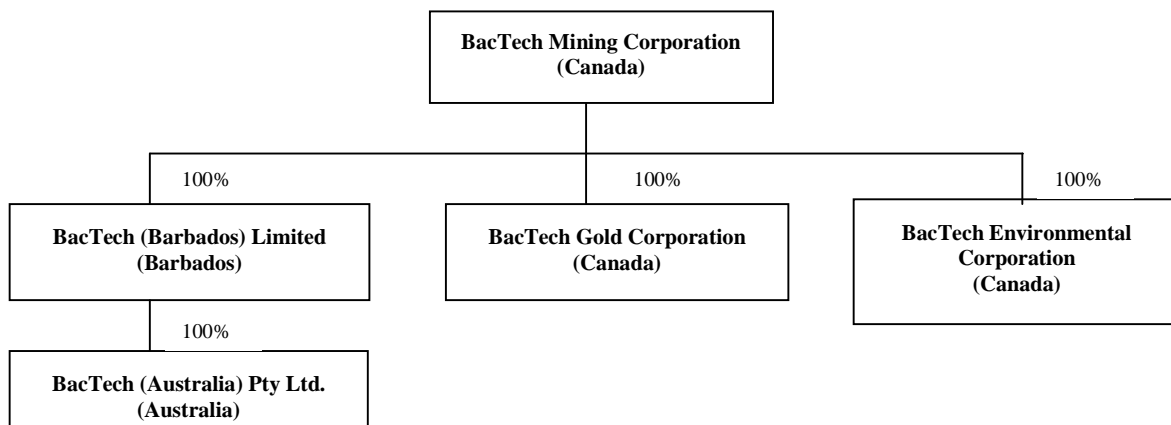 BacTech Mining Corporation
(Canada)
100%
100%
100%
BacTech (Barbados) Limited
(Barbados)
BacTech Gold Corporation
(Canada)
BacTech Environmental
Corporation
(Canada)
100%
BacTech (Australia) Pty Ltd.
(Australia)